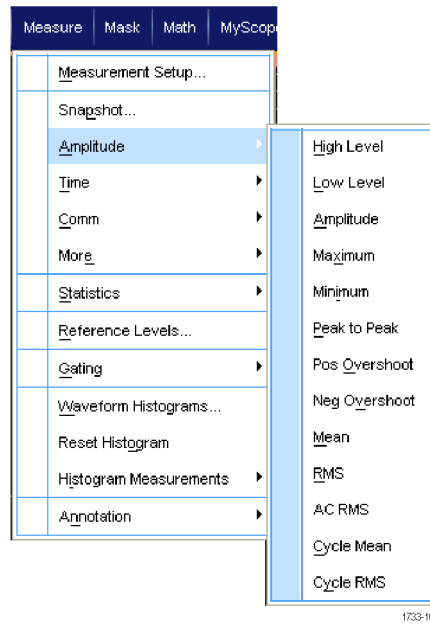 Measure Mask Math MyScop
Measurement Setup...
Snapshot...
Amplitude
Time
Comm
More
Statistics
Reference Levels...
Gating
Waveform Histograms...
Reset Histogram
Histogram Measurements
Annotation
High Level
Low Level
Amplitude
Maximum
Minimum
Peak to Peak
Pos Overshoot
Neg Overshoot
Mean
RMS
AC RMS
Cycle Mean
Cycle RMS